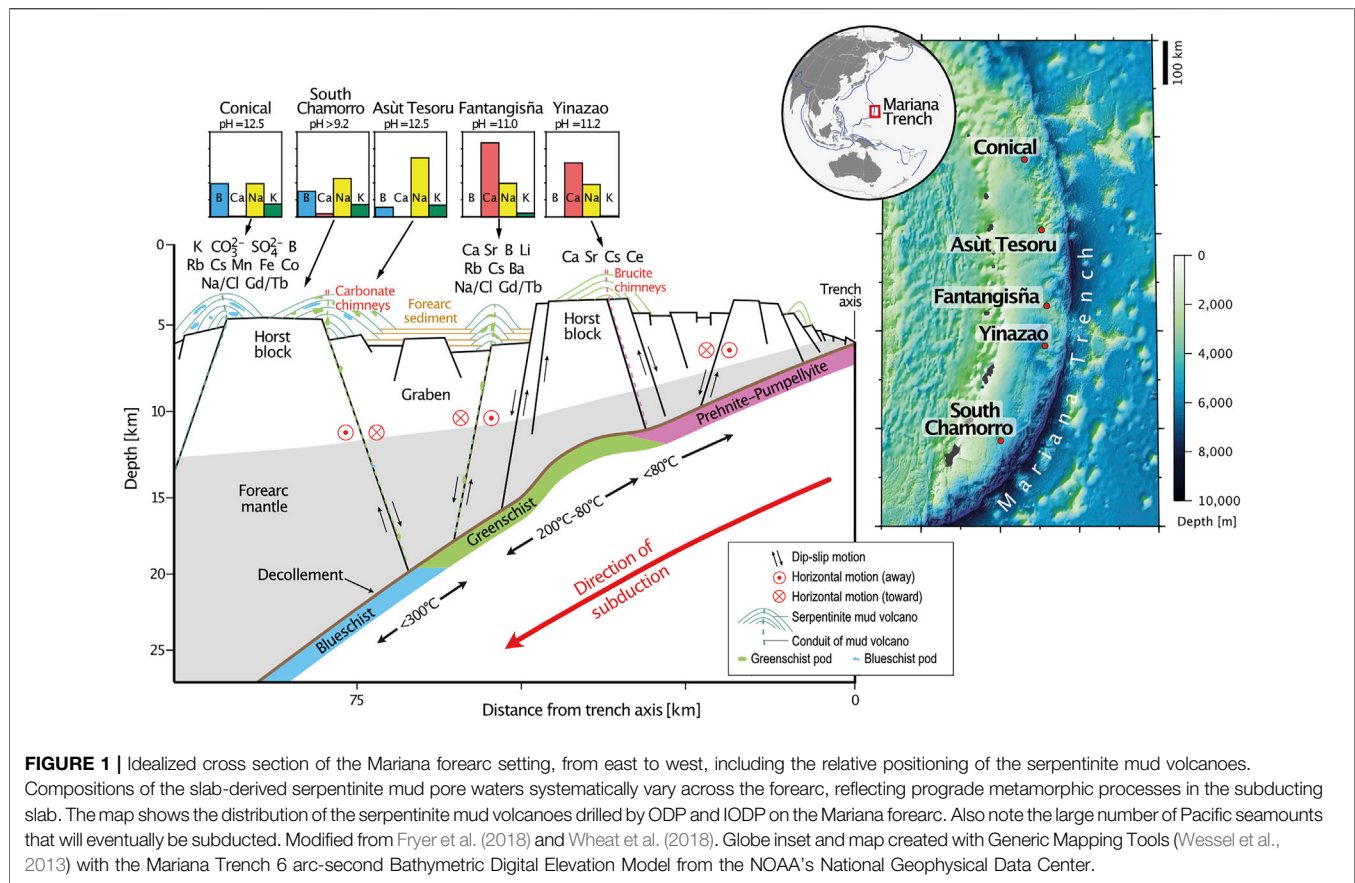 Conical
pH =12.5
South
Chamorro
pH >9.2
Asùt Tesoru
pH =12.5
Fantangisña
pH =11.0
Yinazao
pH =11.2
B Ca Na K
B Ca Na K
B Ca Na K
B Ca Na K
B Ca Na K
K CO₃²⁻ SO₄²⁻ B
Rb Cs Mn Fe Co
Na/Cl Gd/Tb
Ca Sr B Li
Rb Cs Ba
Na/Cl Gd/Tb
Ca Sr Cs Ce
Brucite
chimneys
Carbonate
chimneys
Forearc
sediment
Trench
axis
Horst
block
Graben
Horst
block
Forearc
mantle
Decollement
Blueschist
Greenschist
Prehnite–Pumpellyite
<300°C
200°C–80°C
<80°C
Direction of
subduction
Depth [km]
0
5
10
15
20
25
75
0
Distance from trench axis [km]
Dip-slip motion
Horizontal motion (away)
Horizontal motion (toward)
Serpentinite mud volcano
Conduit of mud volcano
Greenschist pod
Blueschist pod
Mariana
Trench
100 km
Conical
Asùt Tesoru
Fantangisña
Yinazao
South
Chamorro
Mariana Trench
0
2,000
4,000
6,000
8,000
10,000
Depth [m]
FIGURE 1 | Idealized cross section of the Mariana forearc setting, from east to west, including the relative positioning of the serpentinite mud volcanoes.
Compositions of the slab-derived serpentinite mud pore waters systematically vary across the forearc, reflecting prograde metamorphic processes in the subducting
slab. The map shows the distribution of the serpentinite mud volcanoes drilled by ODP and IODP on the Mariana forearc. Also note the large number of Pacific seamounts
that will eventually be subducted. Modified from Fryer et al. (2018) and Wheat et al. (2018). Globe inset and map created with Generic Mapping Tools (Wessel et al.,
2013) with the Mariana Trench 6 arc-second Bathymetric Digital Elevation Model from the NOAA's National Geophysical Data Center.